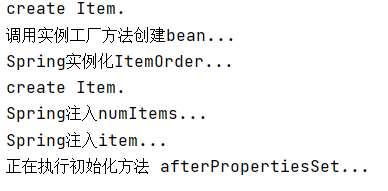 create Item.
调用实例工厂方法创建bean...
Spring实例化ItemOrder...
create Item.
Spring注入numItems...
Spring注入item...
正在执行初始化方法 afterPropertiesSet...